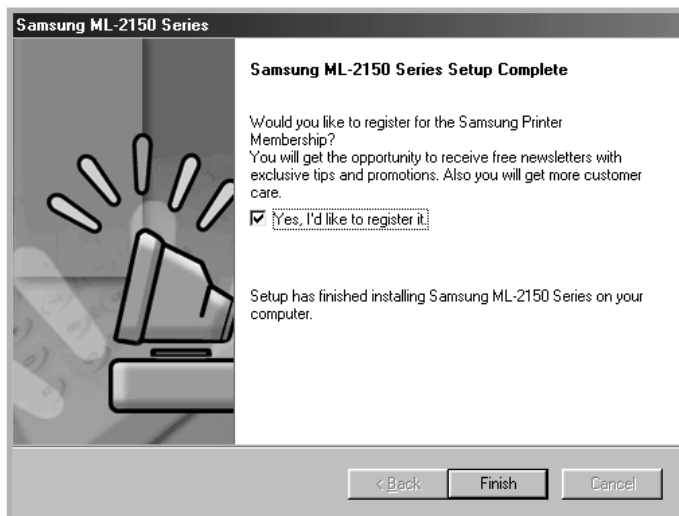 Samsung ML-2150 Series
Samsung ML-2150 Series Setup Complete
Would you like to register for the Samsung Printer
Membership?
You will get the opportunity to receive free newsletters with
exclusive tips and promotions. Also you will get more customer
care.
Yes, I'd like to register it.
Setup has finished installing Samsung ML-2150 Series on your
computer.
< Back
Finish
Cancel